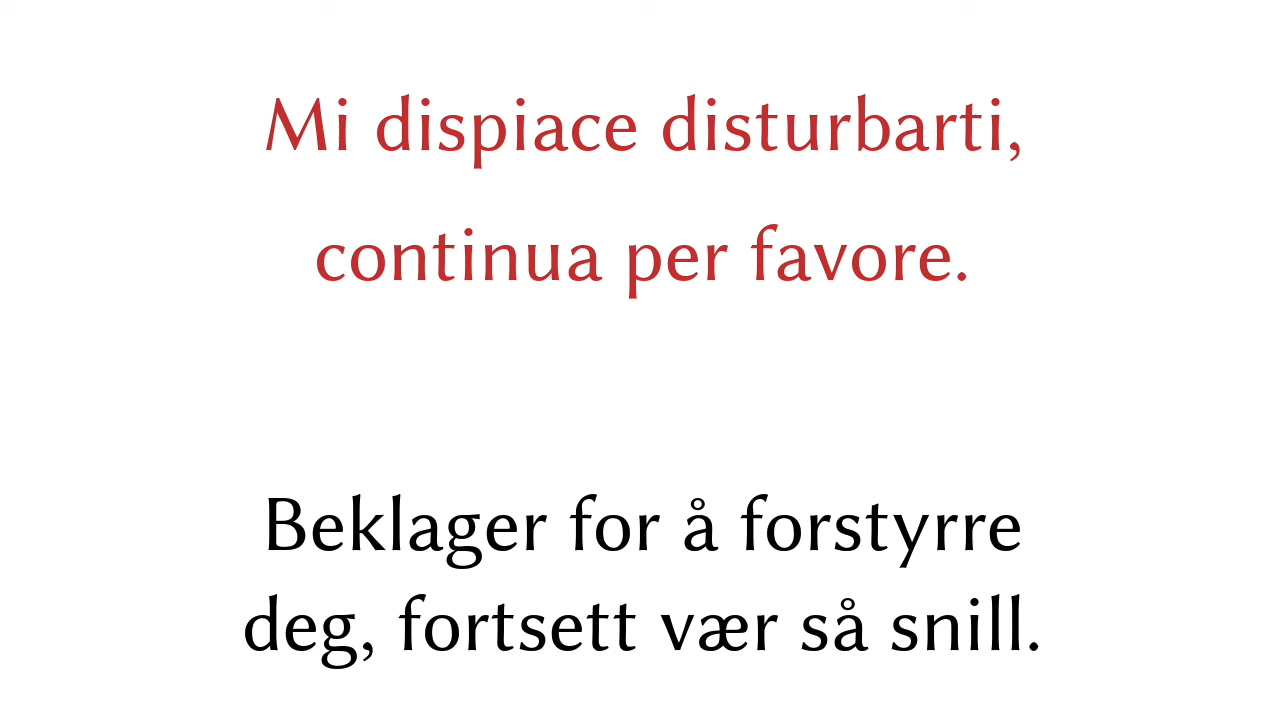 Mi dispiace disturbarti,
continua per favore.
Beklager for å forstyrre
deg, fortsett vær så snill.